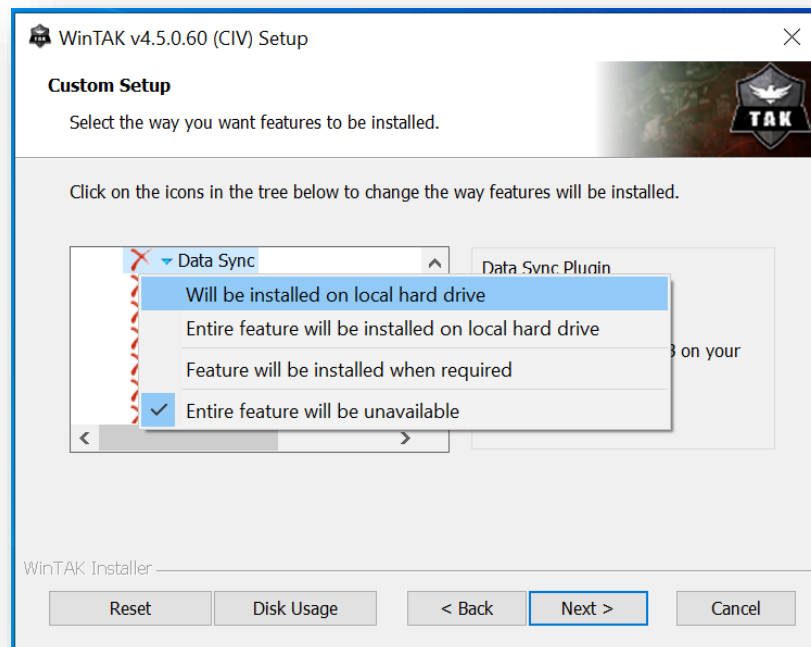 WinTAK v4.5.0.60 (CIV) Setup
Custom Setup
Select the way you want features to be installed.
TAK
Click on the icons in the tree below to change the way features will be installed.
Data Sync
Data Sync Plugin
Will be installed on local hard drive
Entire feature will be installed on local hard drive
on your
Feature will be installed when required
Entire feature will be unavailable
WinTAK Installer
Reset
Disk Usage
< Back
Next >
Cancel